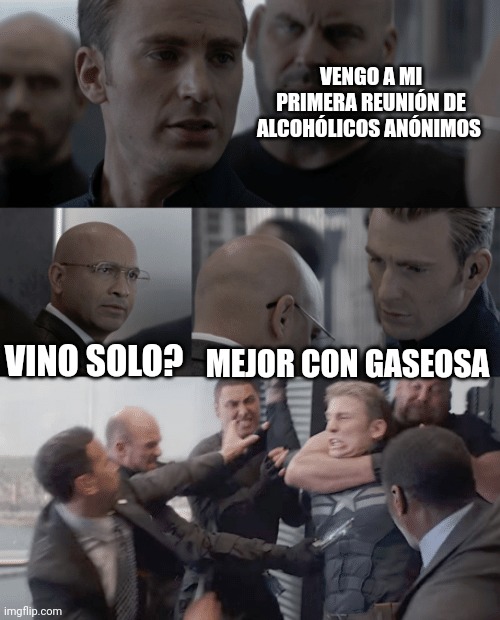 VENGO A MI
PRIMERA REUNIÓN DE
ALCOHÓLICOS ANÓNIMOS
VINO SOLO?
MEJOR CON GASEOSA
imgflip.com